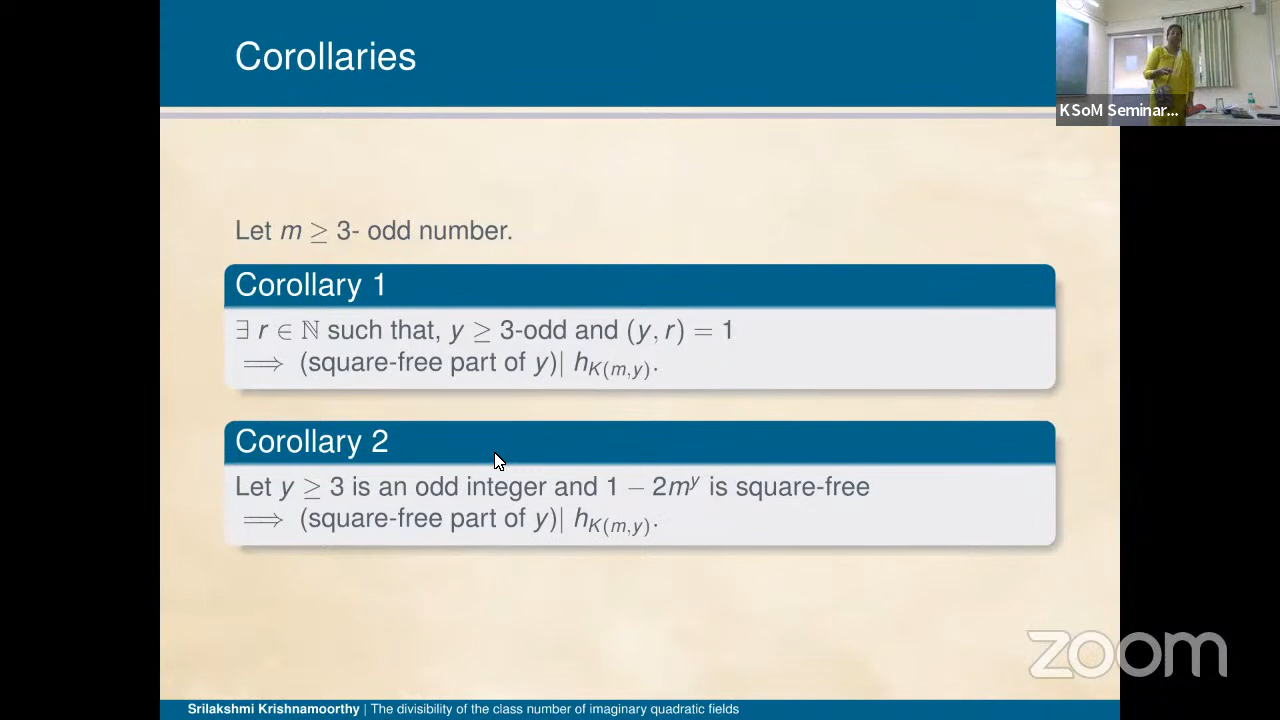 Corollaries
KSoM Seminar...
Let m ≥ 3- odd number.
Corollary 1
∃ r ∈ ℕ such that, y ≥ 3-odd and (y, r) = 1
⟹ (square-free part of y)| h_{K(m,y)}.
Corollary 2
Let y ≥ 3 is an odd integer and 1 − 2m^y is square-free
⟹ (square-free part of y)| h_{K(m,y)}.
zoom
Srilakshmi Krishnamoorthy | The divisibility of the class number of imaginary quadratic fields